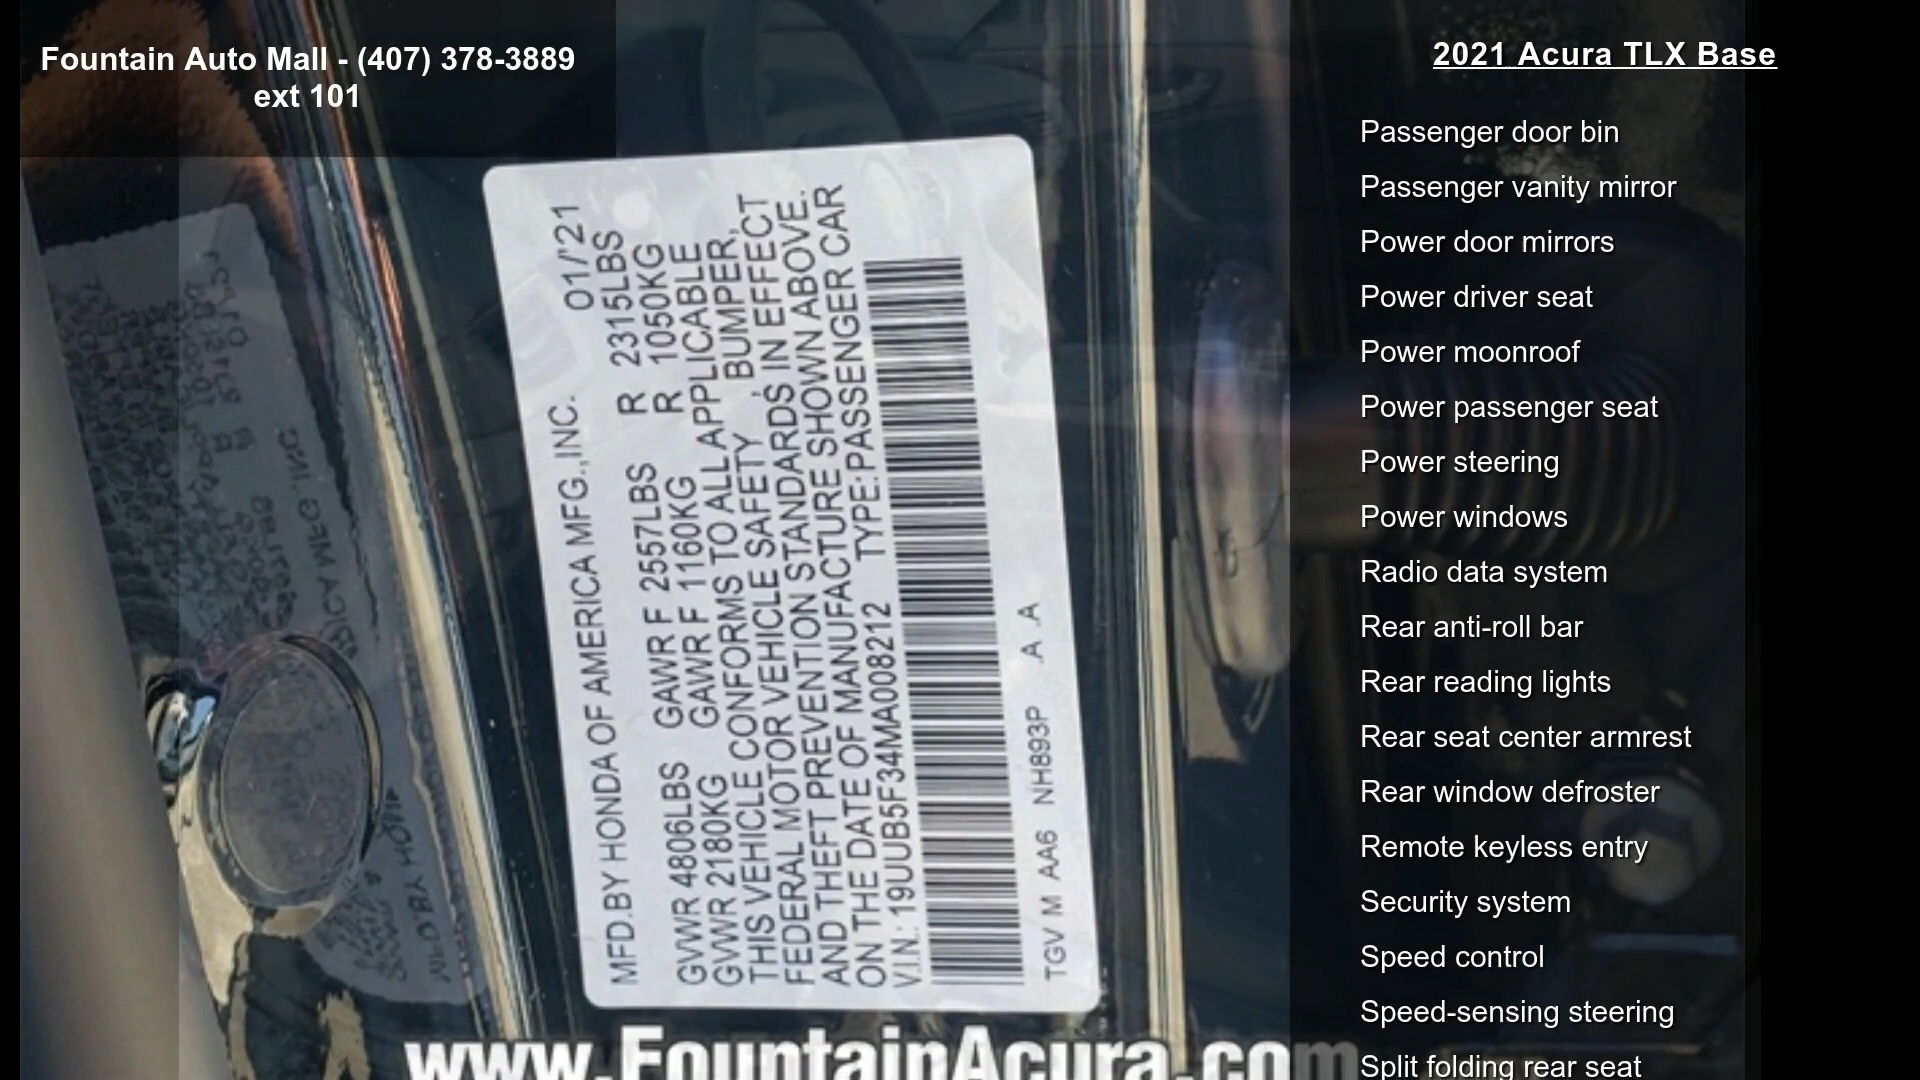 Fountain Auto Mall - (407) 378-3889
ext 101
MFD.BY HONDA OF AMERICA MFG.,INC. 01/'21
GVWR 4806LBS GAWR F 2557LBS R 2315LBS
GVWR 2180KG GAWR F 1160KG R 1050KG
THIS VEHICLE CONFORMS TO ALL APPLICABLE
FEDERAL MOTOR VEHICLE SAFETY , BUMPER,
AND THEFT PREVENTION STANDARDS IN EFFECT
ON THE DATE OF MANUFACTURE SHOWN ABOVE.
V.I.N.: 19UUB5F34MA008212 TYPE:PASSENGER CAR
TGV M AA6 NH893P A A
www.FountainAcura.com
2021 Acura TLX Base
Passenger door bin
Passenger vanity mirror
Power door mirrors
Power driver seat
Power moonroof
Power passenger seat
Power steering
Power windows
Radio data system
Rear anti-roll bar
Rear reading lights
Rear seat center armrest
Rear window defroster
Remote keyless entry
Security system
Speed control
Speed-sensing steering
Split folding rear seat